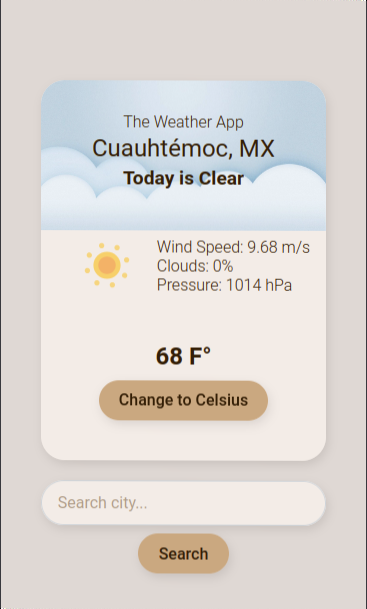 The Weather App
Cuauhtémoc, MX
Today is Clear
Wind Speed: 9.68 m/s
Clouds: 0%
Pressure: 1014 hPa
68 F°
Change to Celsius
Search city...
Search